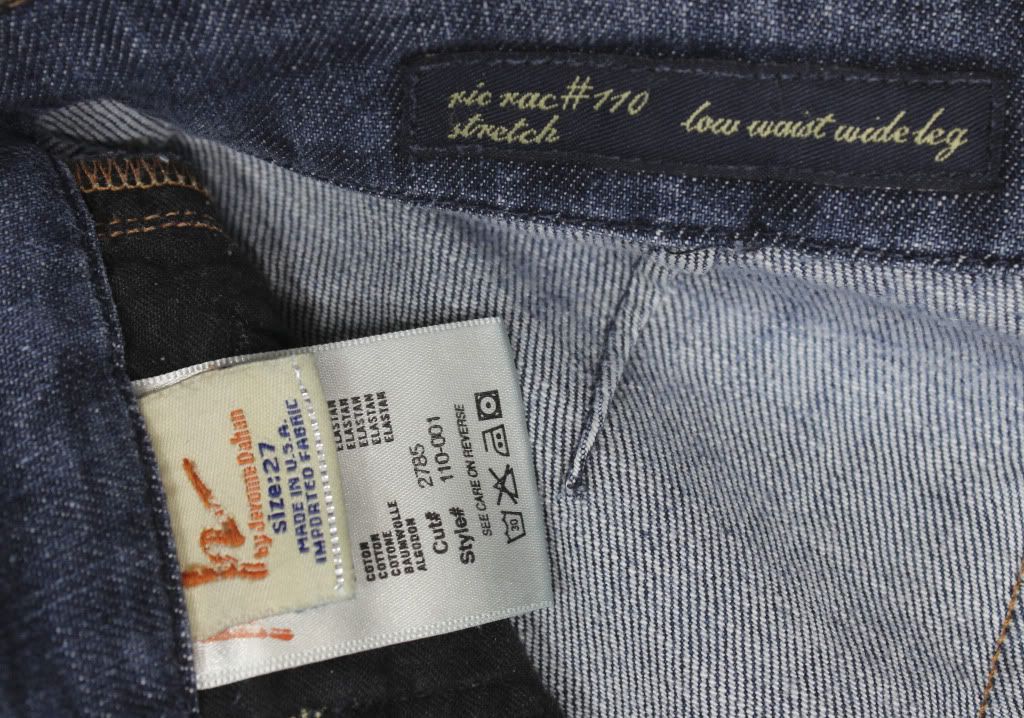 ric rac #110
stretch
low waist wide leg
by Jerome Dahan
size:27
MADE IN U.S.A.
IMPORTED FABRIC
ELASTAN
ELASTAN
ELASTAN
ELASTAN
ELASTAN
COTON
COTTON
COTONE
BAUMWOLLE
ALGODON
Cut# 2785
Style# 110-001
SEE CARE ON REVERSE
30